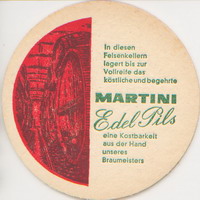 In diesen
Felsenkellern
lagert bis zur
Vollreife das
köstliche und begehrte
MARTINI
Edel Pils
eine Kostbarkeit
aus der Hand
unseres
Braumeisters